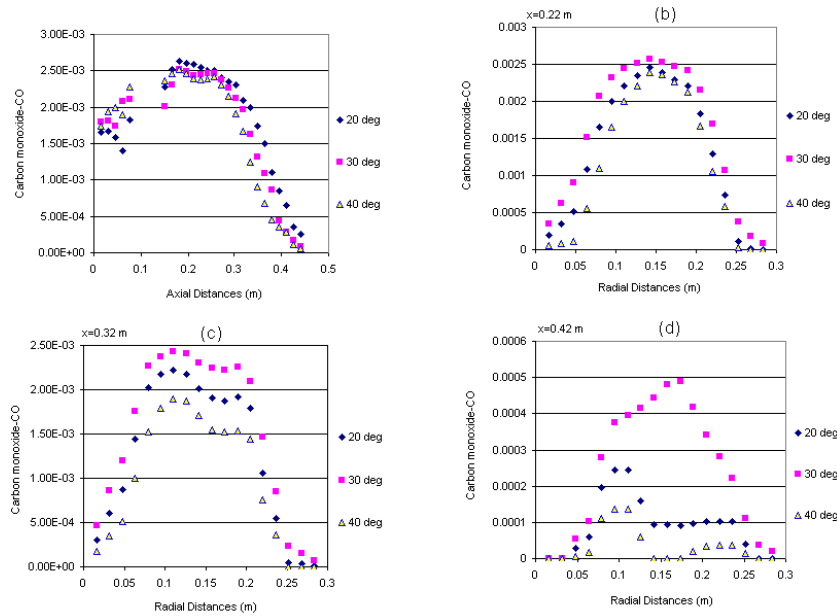 3.00E-03
2.50E-03
2.00E-03
1.50E-03
1.00E-03
5.00E-04
0.00E+00
Carbon monoxide-CO
0 0.1 0.2 0.3 0.4 0.5
Axial Distances (m)
20 deg
30 deg
40 deg
x=0.22 m (b)
0.003
0.0025
0.002
0.0015
0.001
0.0005
0
Carbon monoxide-CO
0 0.05 0.1 0.15 0.2 0.25 0.3
Radial Distances (m)
20 deg
30 deg
40 deg
x=0.32 m (c)
2.50E-03
2.00E-03
1.50E-03
1.00E-03
5.00E-04
0.00E+00
Carbon monoxide-CO
0 0.05 0.1 0.15 0.2 0.25 0.3
Radial Distances (m)
20 deg
30 deg
40 deg
x=0.42 m (d)
0.0006
0.0005
0.0004
0.0003
0.0002
0.0001
0
Carbon monoxide-CO
0 0.05 0.1 0.15 0.2 0.25 0.3
Radial Distances (m)
20 deg
30 deg
40 deg